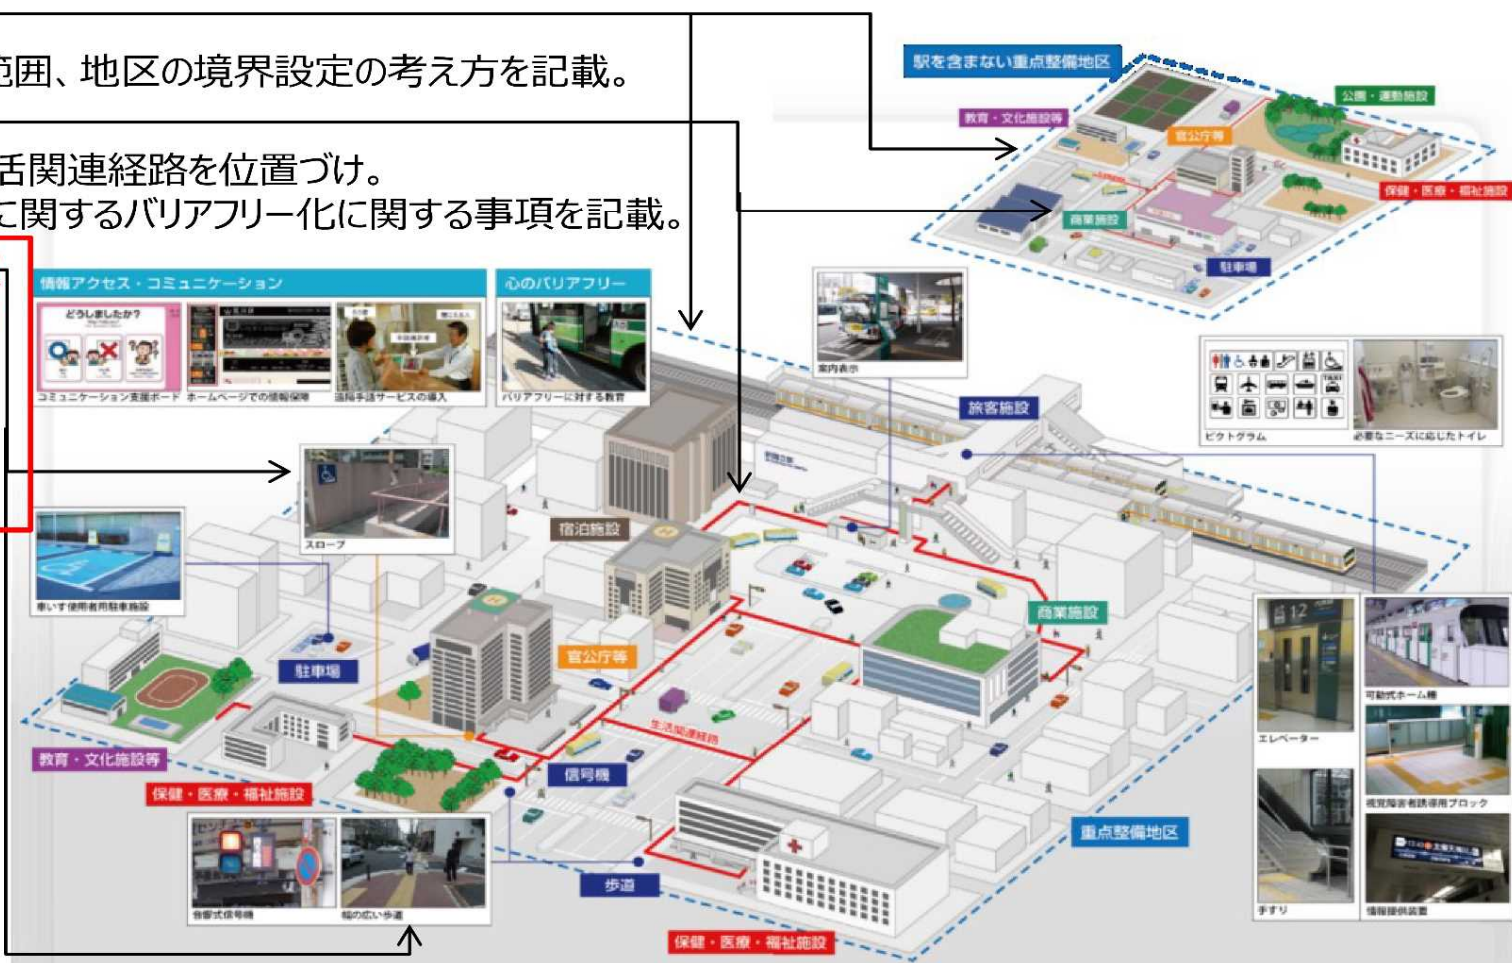 範囲、地区の境界設定の考え方を記載。
活関連経路を位置づけ。
に関するバリアフリー化に関する事項を記載。
駅を含まない重点整備地区
公園・運動施設
教育・文化施設等
官公庁等
保健・医療・福祉施設
商業施設
駐車場
情報アクセス・コミュニケーション
心のバリアフリー
どうしましたか?
コミュニケーション支援ボード
ホームページでの情報保障
遠隔手話サービスの導入
バリアフリーに対する教育
案内表示
旅客施設
ピクトグラム
必要なニーズに応じたトイレ
スロープ
宿泊施設
車いす使用者用駐車施設
商業施設
官公庁等
駐車場
12
エレベーター
可動式ホーム柵
生活関連経路
教育・文化施設等
信号機
保健・医療・福祉施設
視覚障害者誘導用ブロック
重点整備地区
歩道
音響式信号機
幅の広い歩道
手すり
情報提供装置
保健・医療・福祉施設